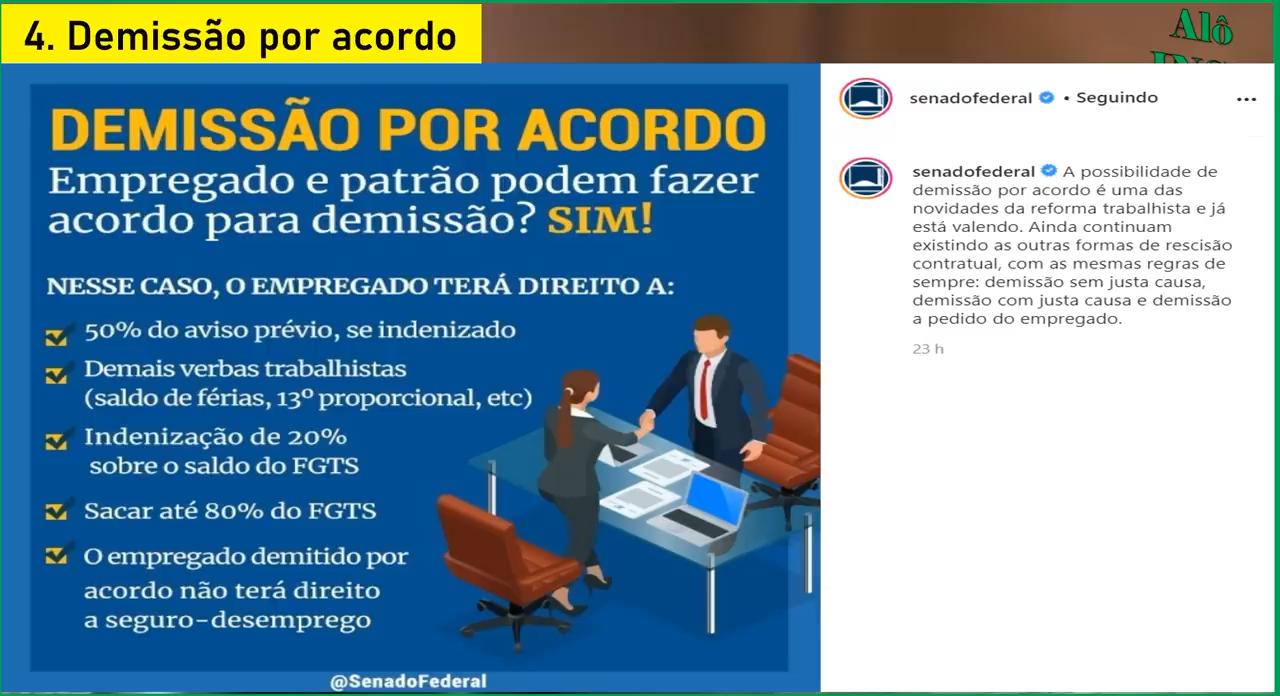 4. Demissão por acordo
Alô
DEMISSÃO POR ACORDO
Empregado e patrão podem fazer
acordo para demissão? SIM!
NESSE CASO, O EMPREGADO TERÁ DIREITO A:
50% do aviso prévio, se indenizado
Demais verbas trabalhistas
(saldo de férias, 13º proporcional, etc)
Indenização de 20%
sobre o saldo do FGTS
Sacar até 80% do FGTS
O empregado demitido por
acordo não terá direito
a seguro-desemprego
@SenadoFederal
senadofederal • Seguindo
senadofederal A possibilidade de
demissão por acordo é uma das
novidades da reforma trabalhista e já
está valendo. Ainda continuam
existindo as outras formas de rescisão
contratual, com as mesmas regras de
sempre: demissão sem justa causa,
demissão com justa causa e demissão
a pedido do empregado.
23 h